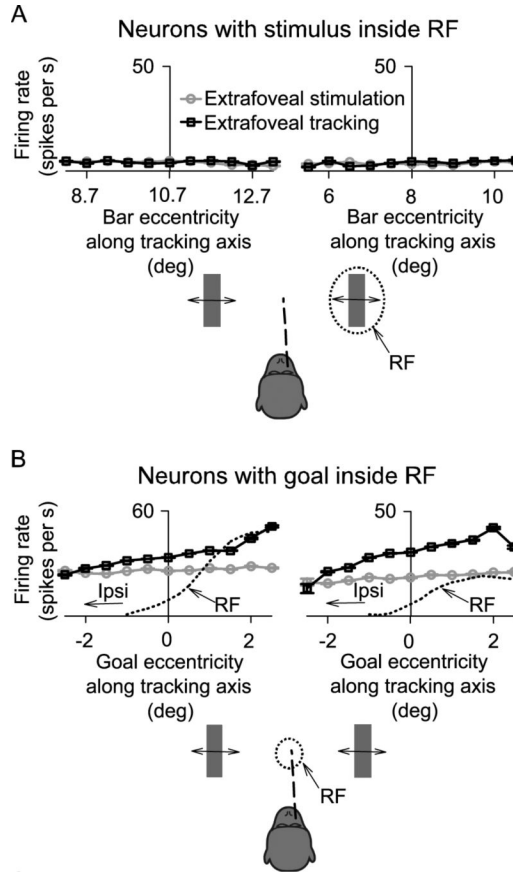 A
Neurons with stimulus inside RF
Firing rate
(spikes per s)
50
50
Extrafoveal stimulation
Extrafoveal tracking
8.7 10.7 12.7
6 8 10
Bar eccentricity
along tracking axis
(deg)
Bar eccentricity
along tracking axis
(deg)
RF
B
Neurons with goal inside RF
Firing rate
(spikes per s)
60
50
Ipsi
RF
Ipsi
RF
-2 0 2
-2 0 2
Goal eccentricity
along tracking axis
(deg)
Goal eccentricity
along tracking axis
(deg)
RF